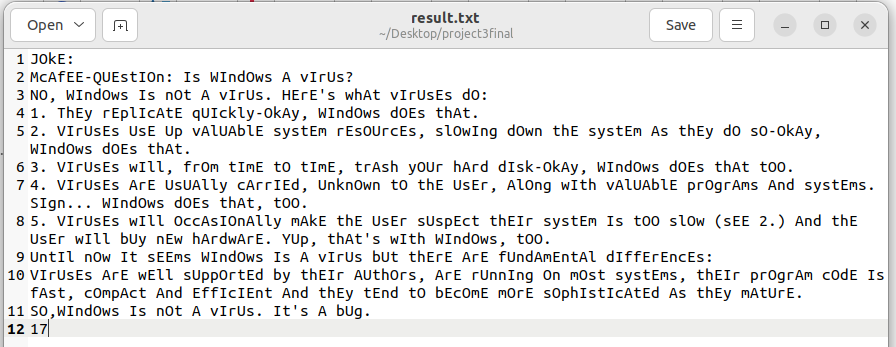 Open
result.txt
~/Desktop/project3final
Save
1 JOkE:
2 McAfEE-QUEstIOn: Is WIndOws A vIrUs?
3 NO, WIndOws Is nOt A vIrUs. HErE's whAt vIrUsEs dO:
4 1. ThEy rEplIcAtE qUIckly-OkAy, WIndOws dOEs thAt.
5 2. VIrUsEs UsE Up vAlUAblE systEm rEsOUrcEs, slOwIng dOwn thE systEm As thEy dO sO-OkAy,
WIndOws dOEs thAt.
6 3. VIrUsEs wIll, frOm tImE tO tImE, trAsh yOUr hArd dIsk-OkAy, WIndOws dOEs thAt tOO.
7 4. VIrUsEs ArE UsUAlly cArrIEd, UnknOwn tO thE UsEr, AlOng wIth vAlUAblE prOgrAms And systEms.
SIgn... WIndOws dOEs thAt, tOO.
8 5. VIrUsEs wIll OccAsIOnAlly mAkE thE UsEr sUspEct thEIr systEm Is tOO slOw (sEE 2.) And thE
UsEr wIll bUy nEw hArdwArE. YUp, thAt's wIth WIndOws, tOO.
9 UntIl nOw It sEEms WIndOws Is A vIrUs bUt thErE ArE fUndAmEntAl dIffErEncEs:
10 VIrUsEs ArE wEll sUppOrtEd by thEIr AUthOrs, ArE rUnnIng On mOst systEms, thEIr prOgrAm cOdE Is
fAst, cOmpAct And EffIcIEnt And thEy tEnd tO bEcOmE mOrE sOphIstIcAtEd As thEy mAtUrE.
11 SO,WIndOws Is nOt A vIrUs. It's A bUg.
12 17